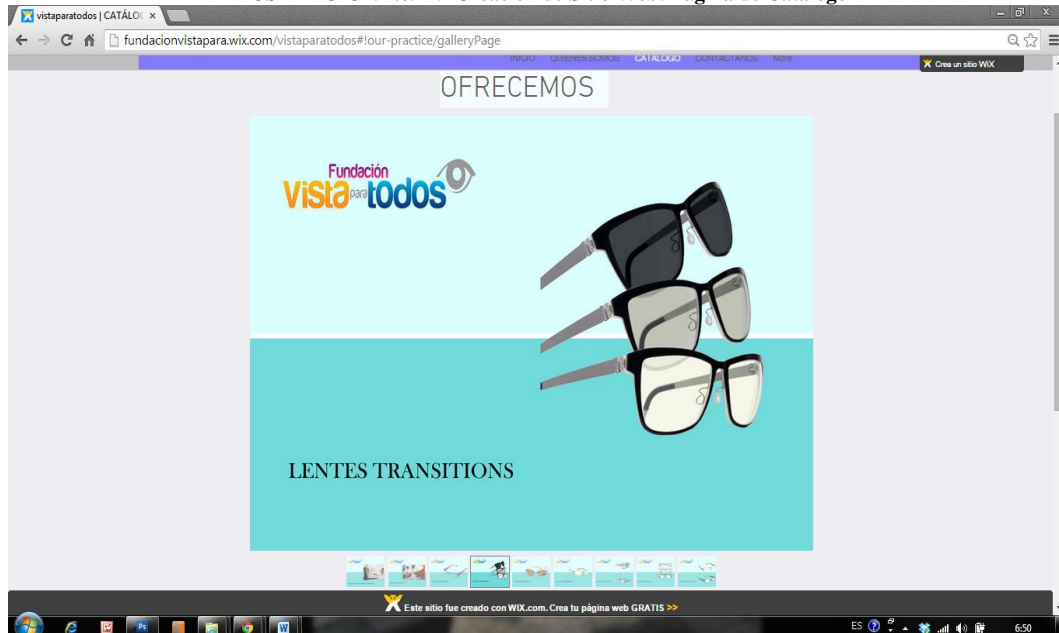 vistaparatodos | CATÁLOG ×
fundacionvistapara.wix.com/vistaparatodos#!our-practice/galleryPage
INICIO QUIENES SOMOS CATÁLOGO CONTÁCTANOS More
Crea un sitio WiX
OFRECEMOS
Fundación
Vista para todos
LENTES TRANSITIONS
Este sitio fue creado con WIX.com. Crea tu página web GRATIS >>
ES
6:50